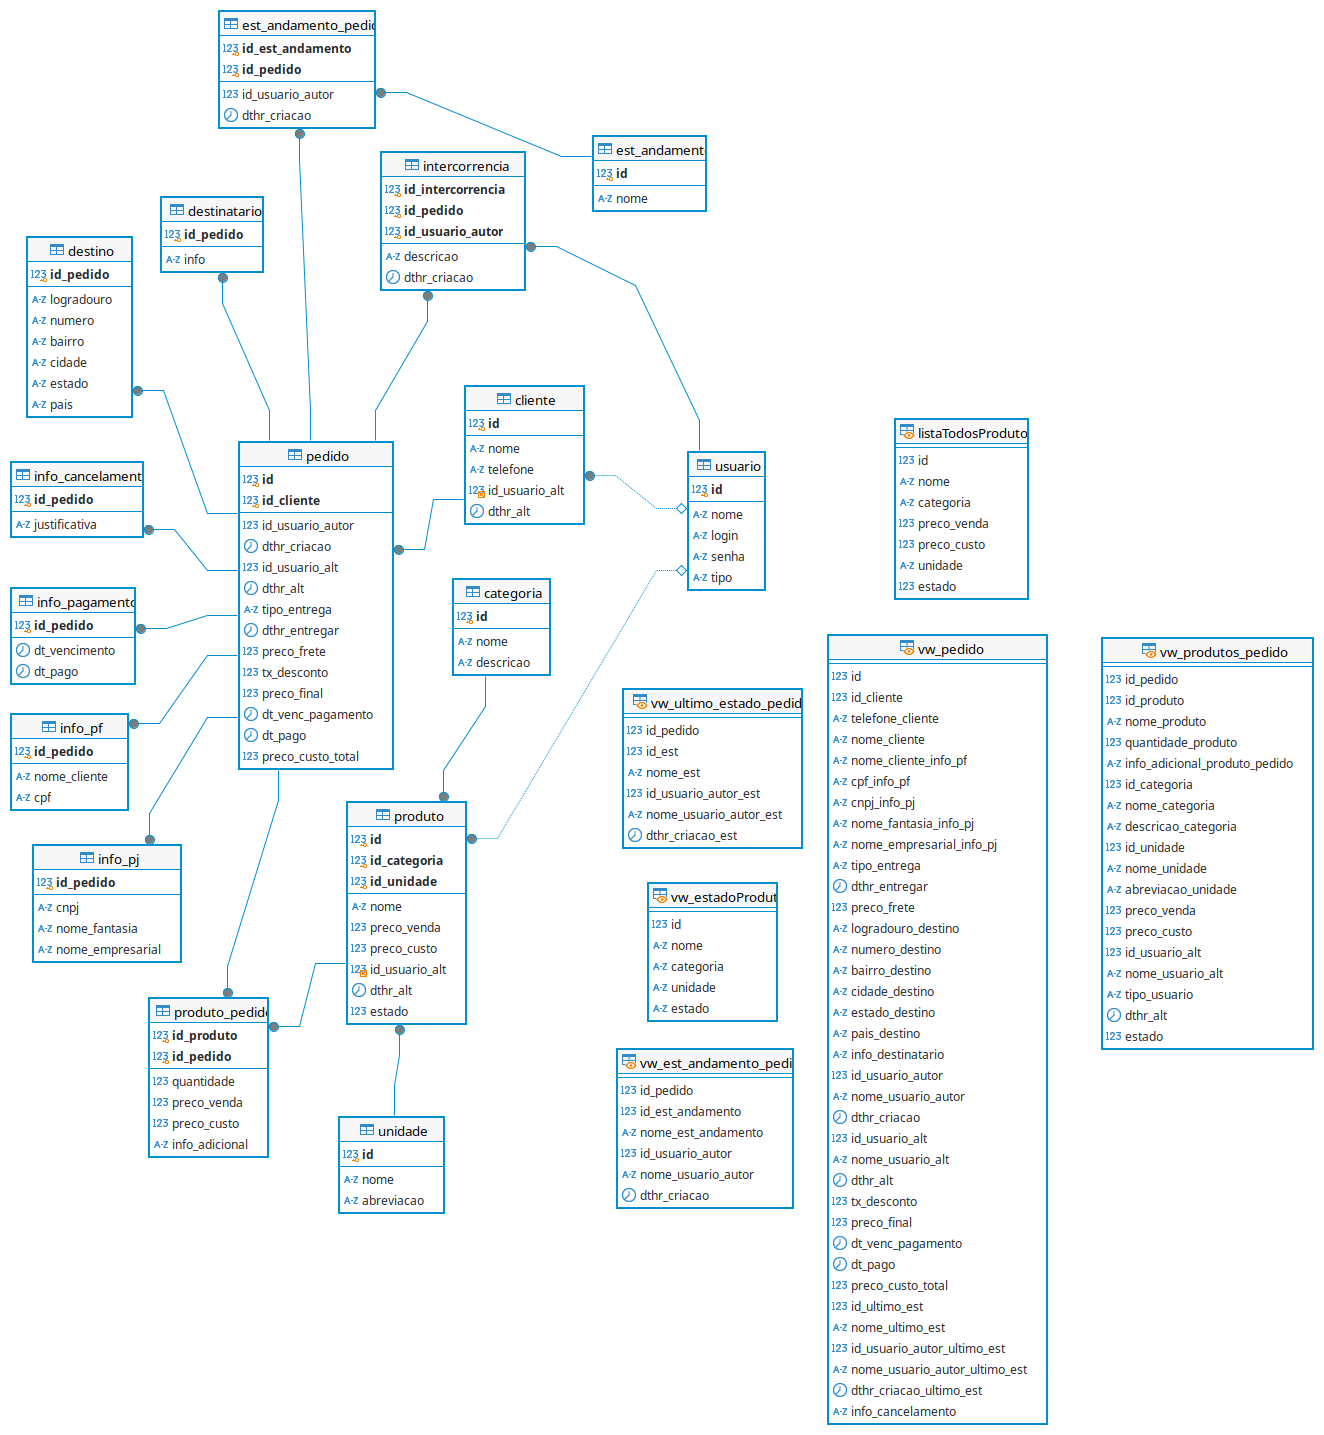 est_andamento_pedid
123 id_est_andamento
123 id_pedido
123 id_usuario_autor
dthr_criacao
est_andament
123 id
A-Z nome
intercorrencia
123 id_intercorrencia
123 id_pedido
123 id_usuario_autor
A-Z descricao
dthr_criacao
destinatario
123 id_pedido
A-Z info
destino
123 id_pedido
A-Z logradouro
A-Z numero
A-Z bairro
A-Z cidade
A-Z estado
A-Z pais
cliente
123 id
A-Z nome
A-Z telefone
123 id_usuario_alt
dthr_alt
usuario
123 id
A-Z nome
A-Z login
A-Z senha
A-Z tipo
listaTodosProduto
123 id
A-Z nome
A-Z categoria
123 preco_venda
123 preco_custo
A-Z unidade
123 estado
pedido
123 id
123 id_cliente
123 id_usuario_autor
dthr_criacao
123 id_usuario_alt
dthr_alt
A-Z tipo_entrega
dthr_entregar
123 preco_frete
123 tx_desconto
123 preco_final
dt_venc_pagamento
dt_pago
123 preco_custo_total
info_cancelament
123 id_pedido
A-Z justificativa
info_pagamento
123 id_pedido
dt_vencimento
dt_pago
info_pf
123 id_pedido
A-Z nome_cliente
A-Z cpf
info_pj
123 id_pedido
A-Z cnpj
A-Z nome_fantasia
A-Z nome_empresarial
categoria
123 id
A-Z nome
A-Z descricao
produto
123 id
123 id_categoria
123 id_unidade
A-Z nome
123 preco_venda
123 preco_custo
123 id_usuario_alt
dthr_alt
123 estado
produto_pedido
123 id_produto
123 id_pedido
123 quantidade
123 preco_venda
123 preco_custo
A-Z info_adicional
unidade
123 id
A-Z nome
A-Z abreviacao
vw_ultimo_estado_pedid
123 id_pedido
123 id_est
A-Z nome_est
123 id_usuario_autor_est
A-Z nome_usuario_autor_est
dthr_criacao_est
vw_estadoProdut
123 id
A-Z nome
A-Z categoria
A-Z unidade
A-Z estado
vw_est_andamento_pedi
123 id_pedido
123 id_est_andamento
A-Z nome_est_andamento
123 id_usuario_autor
A-Z nome_usuario_autor
dthr_criacao
vw_pedido
123 id
123 id_cliente
A-Z telefone_cliente
A-Z nome_cliente
A-Z nome_cliente_info_pf
A-Z cpf_info_pf
A-Z cnpj_info_pj
A-Z nome_fantasia_info_pj
A-Z nome_empresarial_info_pj
A-Z tipo_entrega
dthr_entregar
123 preco_frete
A-Z logradouro_destino
A-Z numero_destino
A-Z bairro_destino
A-Z cidade_destino
A-Z estado_destino
A-Z pais_destino
A-Z info_destinatario
123 id_usuario_autor
A-Z nome_usuario_autor
dthr_criacao
123 id_usuario_alt
A-Z nome_usuario_alt
dthr_alt
123 tx_desconto
123 preco_final
dt_venc_pagamento
dt_pago
123 preco_custo_total
123 id_ultimo_est
A-Z nome_ultimo_est
123 id_usuario_autor_ultimo_est
A-Z nome_usuario_autor_ultimo_est
dthr_criacao_ultimo_est
A-Z info_cancelamento
vw_produtos_pedido
123 id_pedido
123 id_produto
A-Z nome_produto
123 quantidade_produto
A-Z info_adicional_produto_pedido
123 id_categoria
A-Z nome_categoria
A-Z descricao_categoria
123 id_unidade
A-Z nome_unidade
A-Z abreviacao_unidade
123 preco_venda
123 preco_custo
123 id_usuario_alt
A-Z nome_usuario_alt
A-Z tipo_usuario
dthr_alt
123 estado